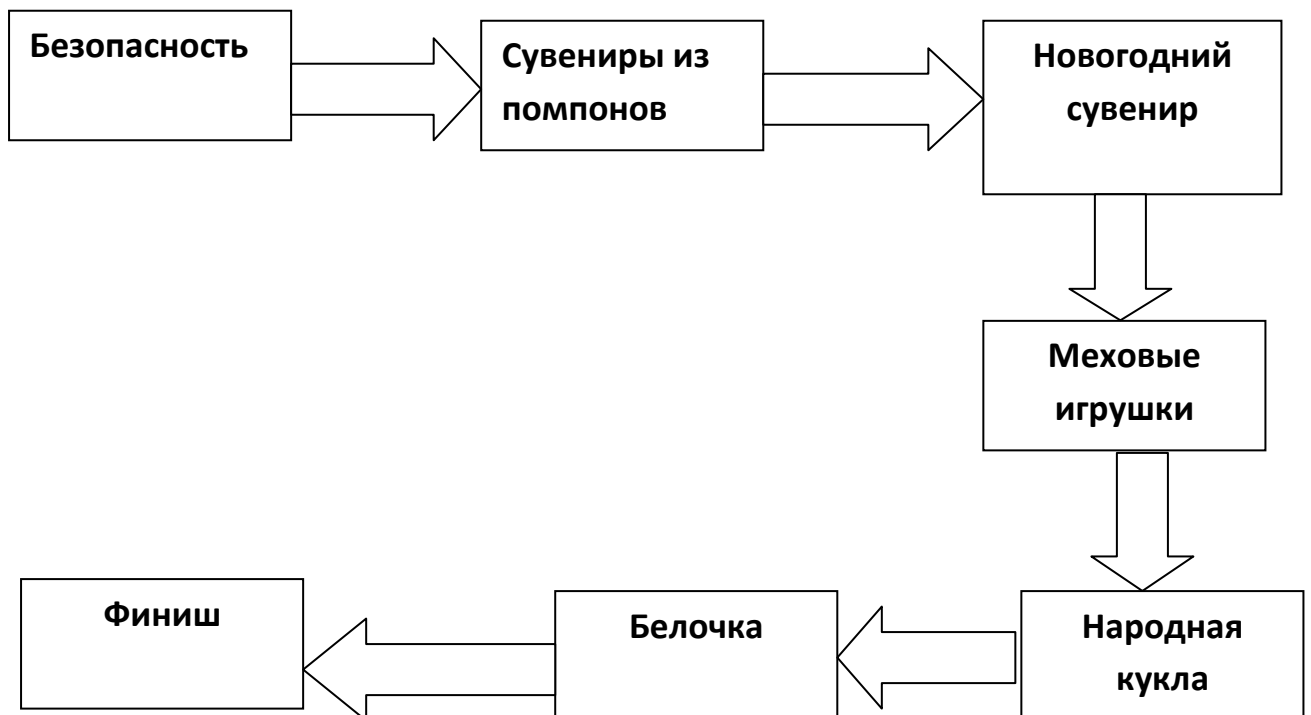 Безопасность
Сувениры из
помпонов
Новогодний
сувенир
Меховые
игрушки
Народная
кукла
Белочка
Финиш